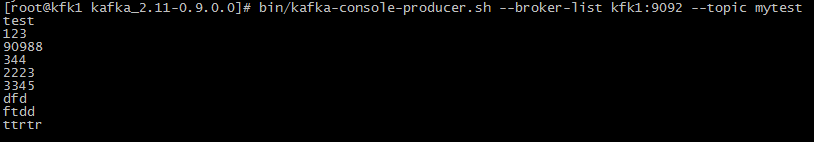 [root@kfk1 kafka_2.11-0.9.0.0]# bin/kafka-console-producer.sh --broker-list kfk1:9092 --topic mytest
test
123
90988
344
2223
3345
dfd
ftdd
ttrtr